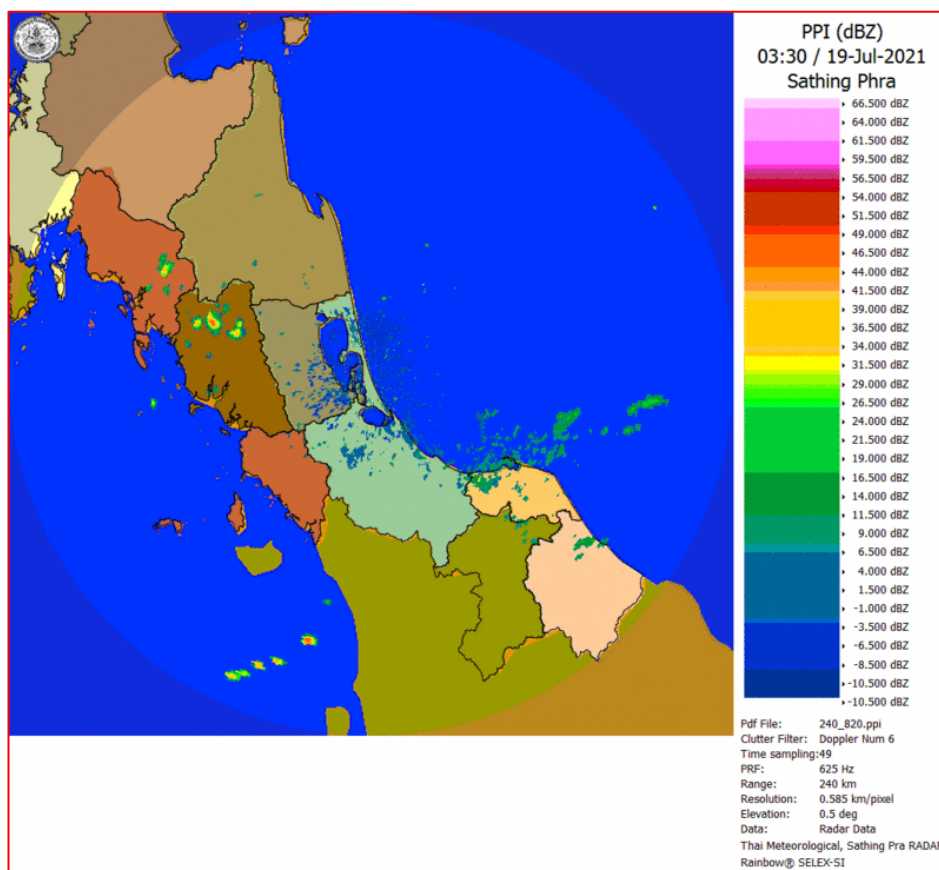 PPI (dBZ)
03:30 / 19-Jul-2021
Sathing Phra
66.500 dBZ
64.000 dBZ
61.500 dBZ
59.500 dBZ
56.500 dBZ
54.000 dBZ
51.500 dBZ
49.000 dBZ
46.500 dBZ
44.000 dBZ
41.500 dBZ
39.000 dBZ
36.500 dBZ
34.000 dBZ
31.500 dBZ
29.000 dBZ
26.500 dBZ
24.000 dBZ
21.500 dBZ
19.000 dBZ
16.500 dBZ
14.000 dBZ
11.500 dBZ
9.000 dBZ
6.500 dBZ
4.000 dBZ
1.500 dBZ
-1.000 dBZ
-3.500 dBZ
-6.500 dBZ
-8.500 dBZ
-10.500 dBZ
-10.500 dBZ
Pdf File: 240_820.ppi
Clutter Filter: Doppler Num 6
Time sampling:49
PRF: 625 Hz
Range: 240 km
Resolution: 0.585 km/pixel
Elevation: 0.5 deg
Data: Radar Data
Thai Meteorological, Sathing Pra RADAR
Rainbow® SELEX-SI